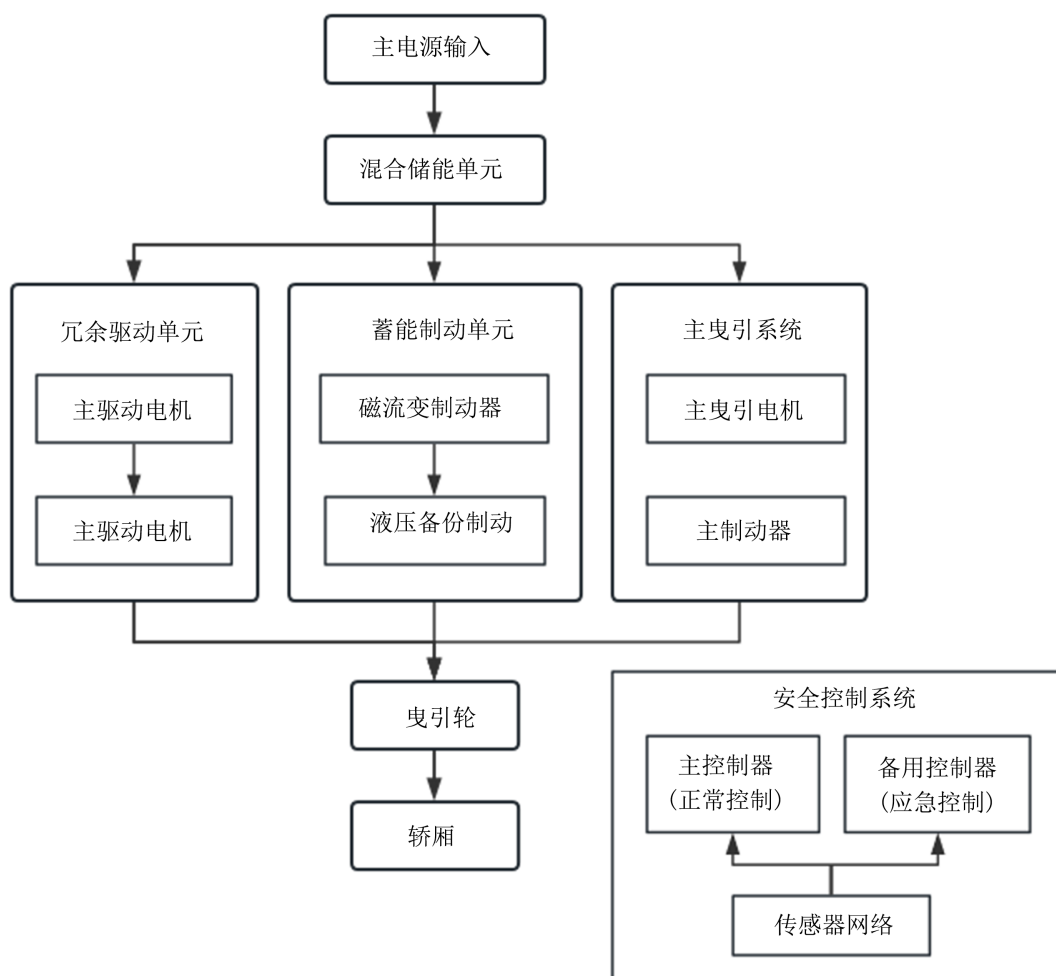 主电源输入
混合储能单元
冗余驱动单元
主驱动电机
主驱动电机
蓄能制动单元
磁流变制动器
液压备份制动
主曳引系统
主曳引电机
主制动器
曳引轮
轿厢
安全控制系统
主控制器
(正常控制)
备用控制器
(应急控制)
传感器网络